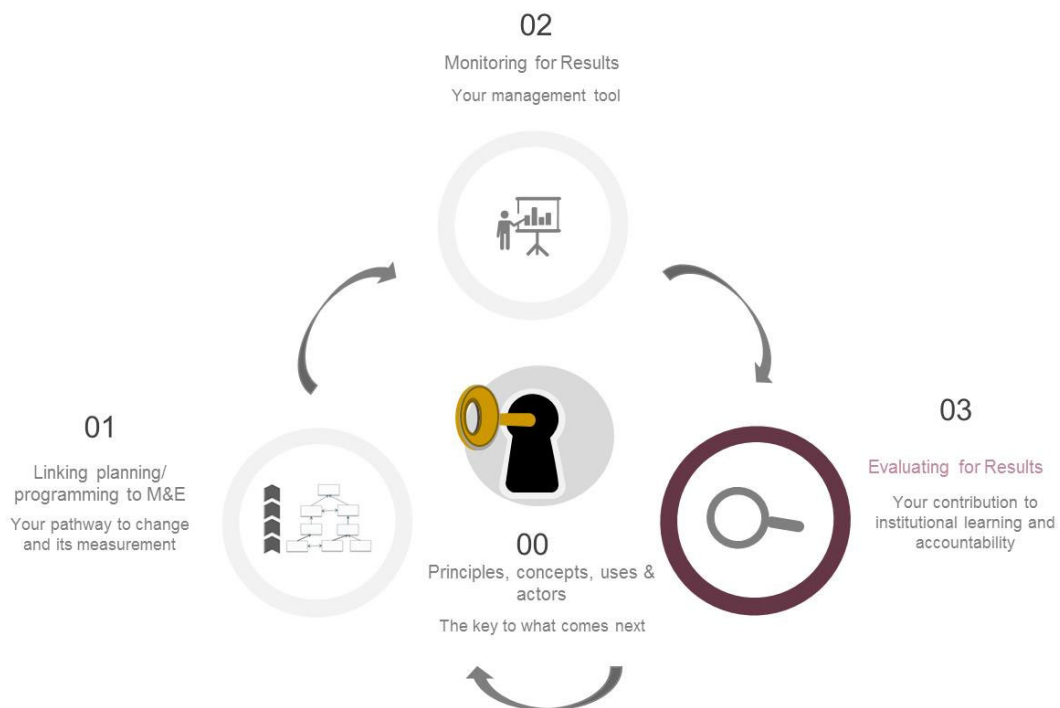 02
Monitoring for Results
Your management tool
01
Linking planning/
programming to M&E
Your pathway to change
and its measurement
03
Evaluating for Results
Your contribution to
institutional learning and
accountability
00
Principles, concepts, uses &
actors
The key to what comes next